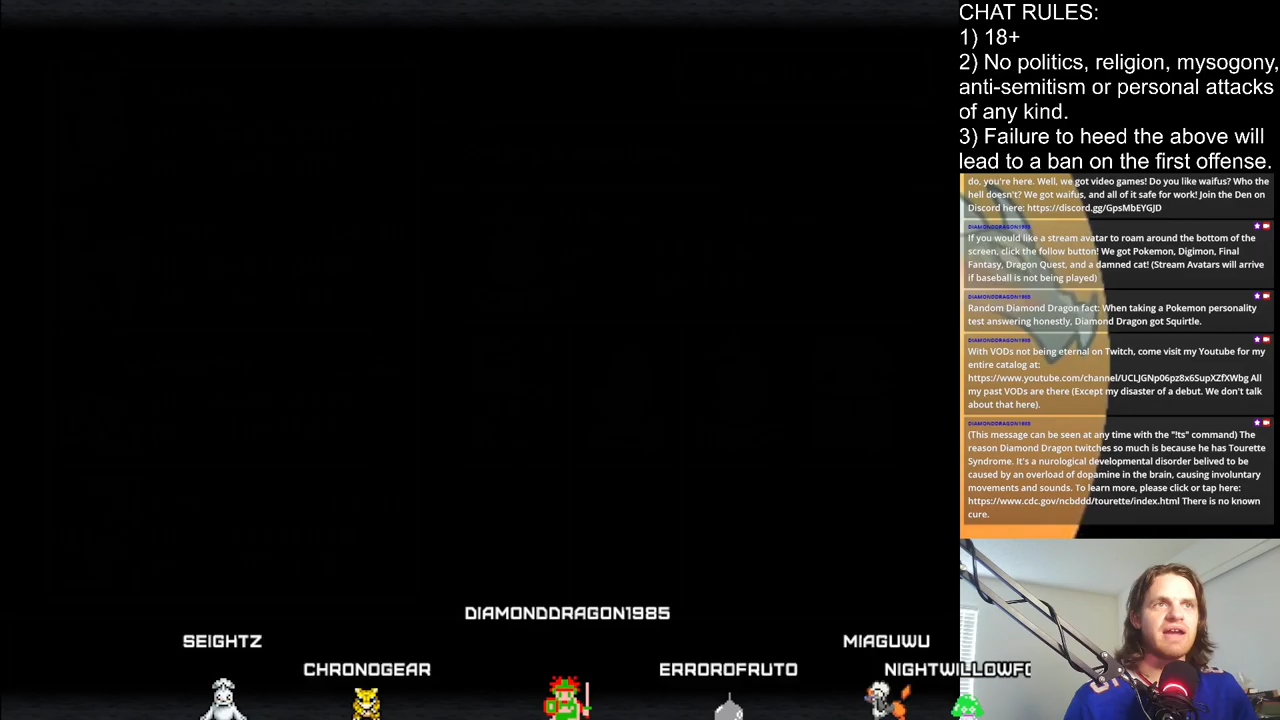 CHAT RULES:
1) 18+
2) No politics, religion, mysogony,
anti-semitism or personal attacks
of any kind.
3) Failure to heed the above will
lead to a ban on the first offense.
do, you're here. Well, we got video games! Do you like waifus? Who the
hell doesn't? We got waifus, and all of it safe for work! Join the Den on
Discord here: https://discord.gg/GpsMbEYGJD
DIAMONDDRAGON1985
If you would like a stream avatar to roam around the bottom of the
screen, click the follow button! We got Pokemon, Digimon, Final
Fantasy, Dragon Quest, and a damned cat! (Stream Avatars will arrive
if baseball is not being played)
DIAMONDDRAGON1985
Random Diamond Dragon fact: When taking a Pokemon personality
test answering honestly, Diamond Dragon got Squirtle.
DIAMONDDRAGON1985
With VODs not being eternal on Twitch, come visit my Youtube for my
entire catalog at:
https://www.youtube.com/channel/UCLJGNp06pz8x6SupXZfXWbg All
my past VODs are there (Except my disaster of a debut. We don't talk
about that here).
DIAMONDDRAGON1985
(This message can be seen at any time with the "!ts" command) The
reason Diamond Dragon twitches so much is because he has Tourette
Syndrome. It's a nurological developmental disorder belived to be
caused by an overload of dopamine in the brain, causing involuntary
movements and sounds. To learn more, please click or tap here:
https://www.cdc.gov/ncbddd/tourette/index.html There is no known
cure.
DIAMONDDRAGON1985
SEIGHTZ
MIAGUWU
CHRONOGEAR
ERROROFRUTO
NIGHTWILLOWFO